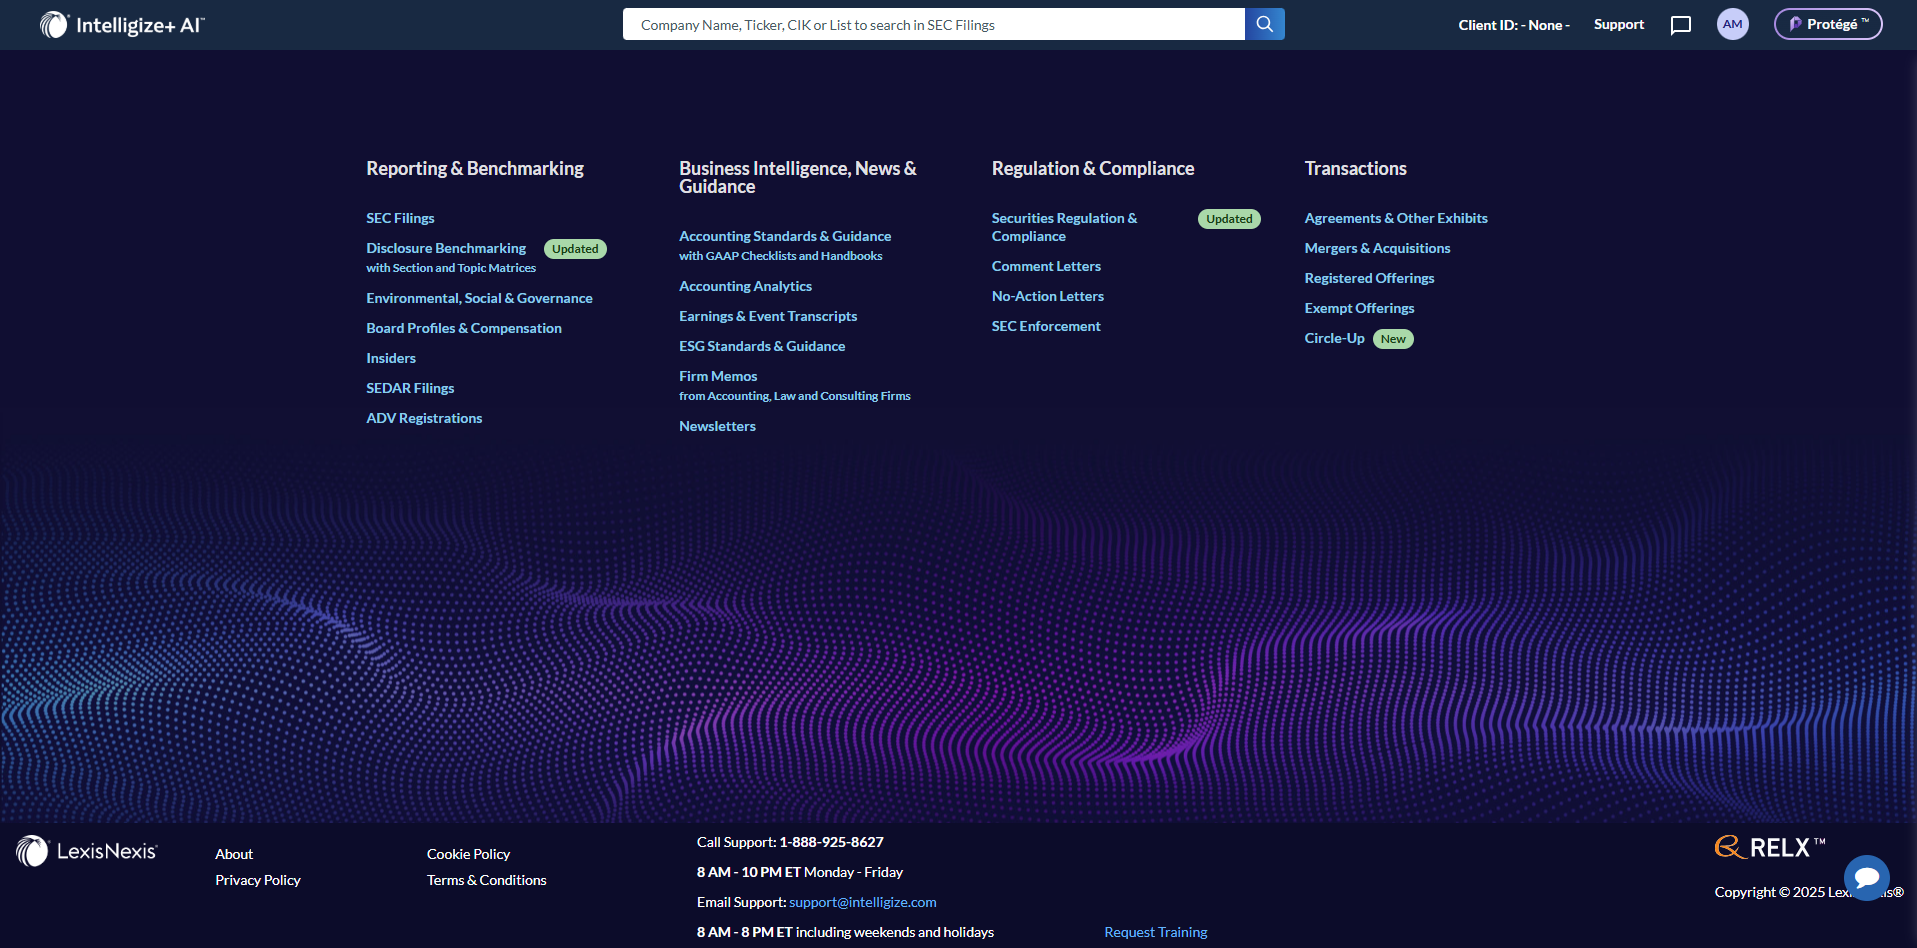 Intelligize+ AI™
Company Name, Ticker, CIK or List to search in SEC Filings
Client ID: - None -
Support
AM
Protégé ™
Reporting & Benchmarking
SEC Filings
Disclosure Benchmarking Updated
with Section and Topic Matrices
Environmental, Social & Governance
Board Profiles & Compensation
Insiders
SEDAR Filings
ADV Registrations
Business Intelligence, News &
Guidance
Accounting Standards & Guidance
with GAAP Checklists and Handbooks
Accounting Analytics
Earnings & Event Transcripts
ESG Standards & Guidance
Firm Memos
from Accounting, Law and Consulting Firms
Newsletters
Regulation & Compliance
Securities Regulation & Updated
Compliance
Comment Letters
No-Action Letters
SEC Enforcement
Transactions
Agreements & Other Exhibits
Mergers & Acquisitions
Registered Offerings
Exempt Offerings
Circle-Up New
LexisNexis®
About
Privacy Policy
Cookie Policy
Terms & Conditions
Call Support: 1-888-925-8627
8 AM - 10 PM ET Monday - Friday
Email Support: support@intelligize.com
8 AM - 8 PM ET including weekends and holidays
Request Training
RELX™
Copyright © 2025